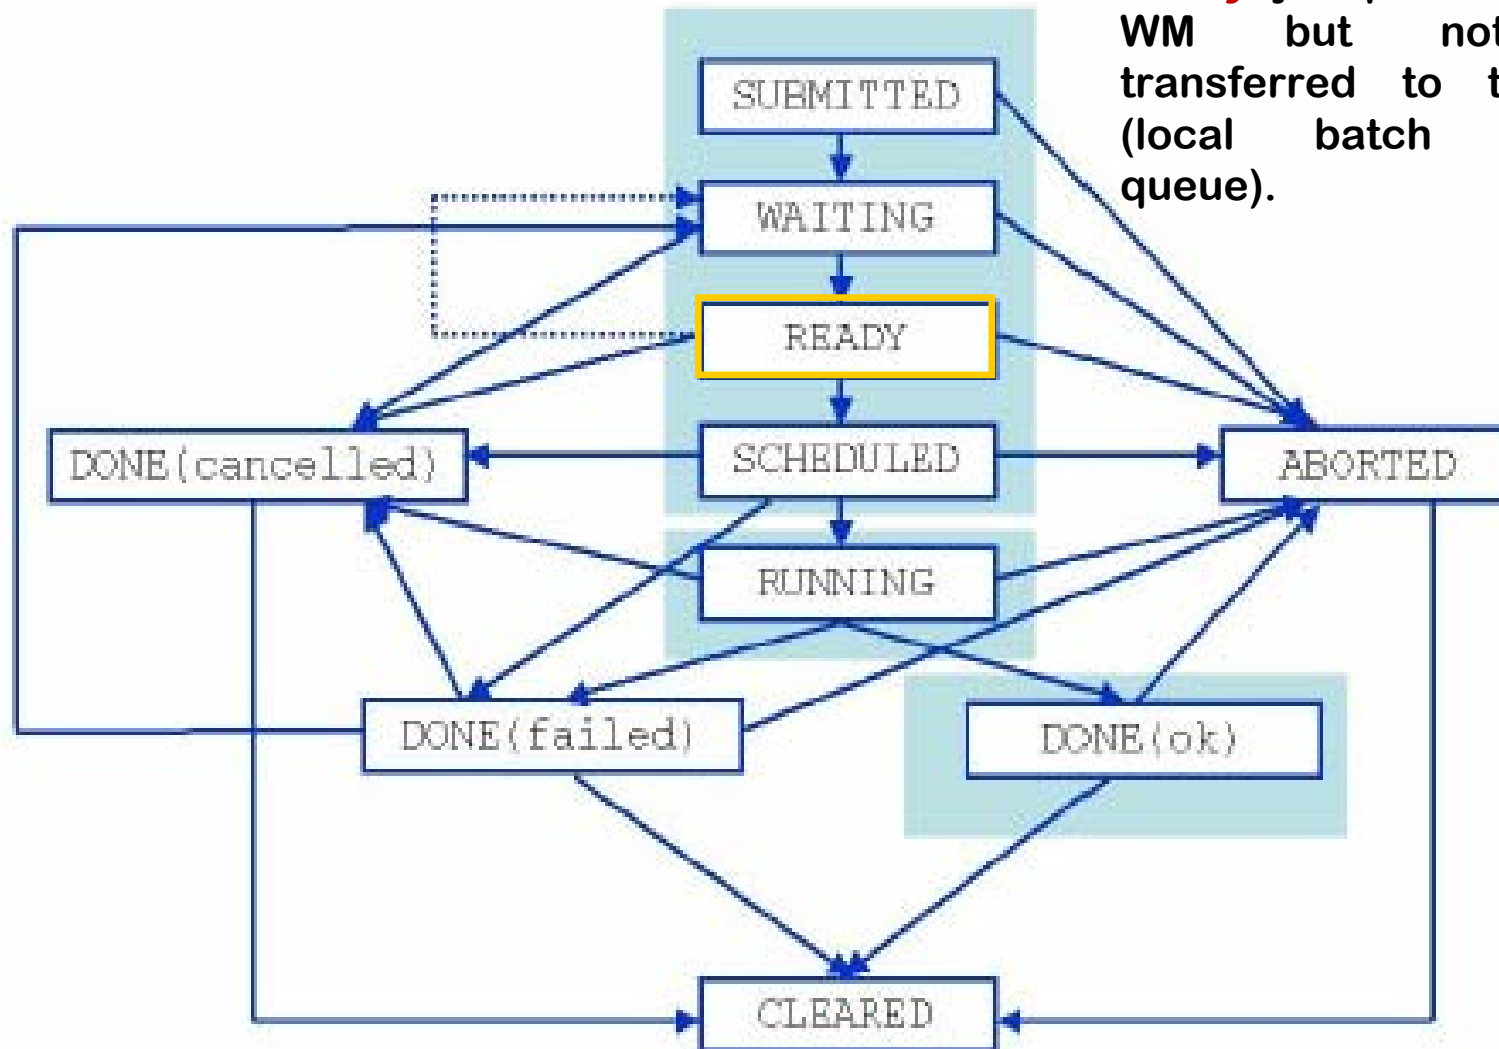 WM but not
transferred to t
(local batch
queue).
SUBMITTED
WAITING
READY
SCHEDULED
DONE(cancelled)
ABORTED
RUNNING
DONE(failed)
DONE(ok)
CLEARED